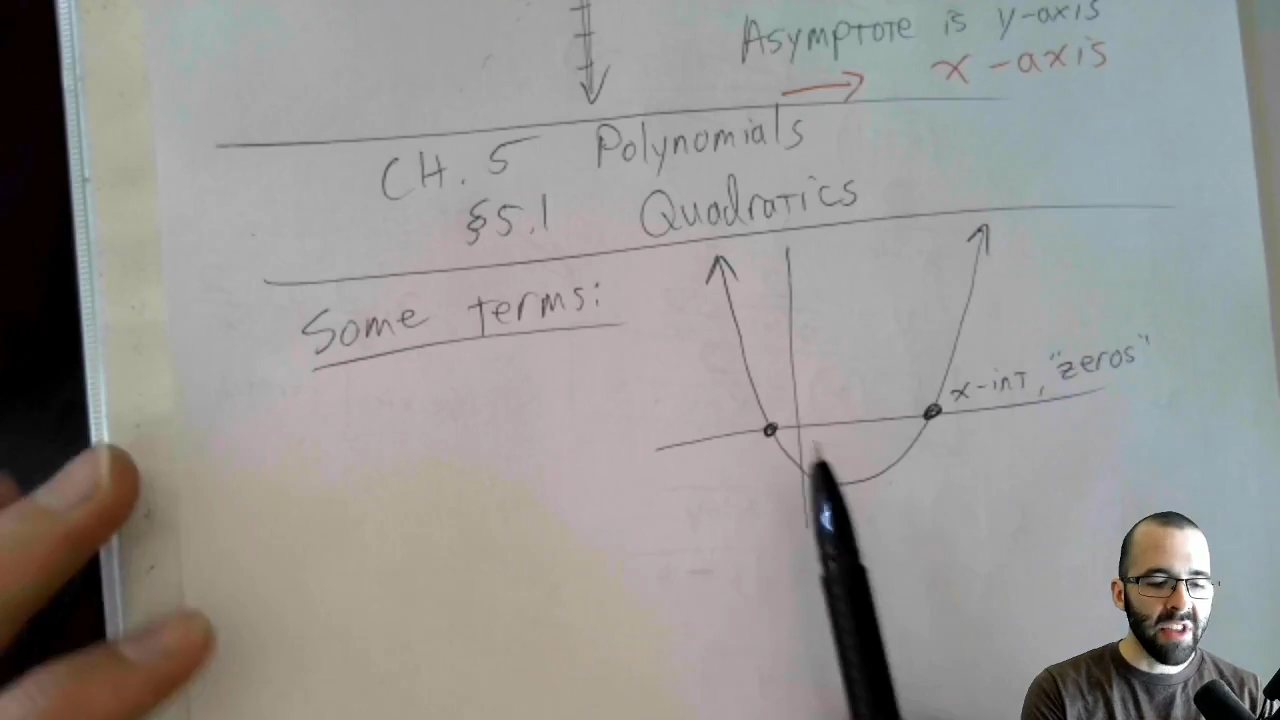 Asymptote is y-axis
x-axis
CH. 5 Polynomials
§5.1 Quadratics
Some terms:
x-int, "zeros"